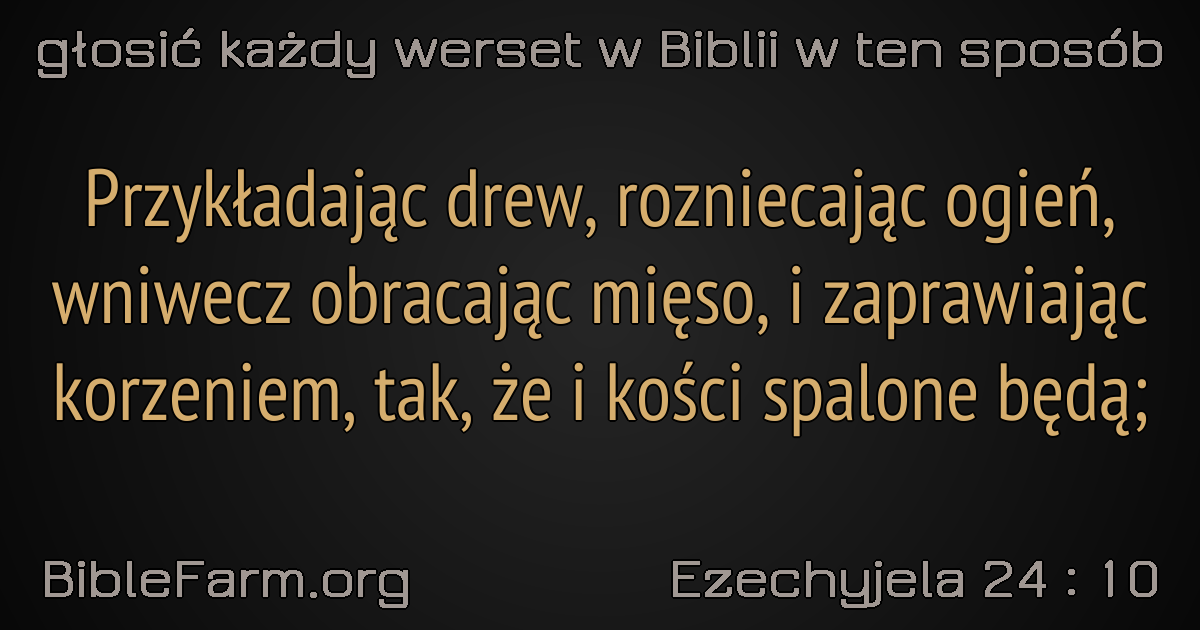 głosić każdy werset w Biblii w ten sposób
Przykładając drew, rozniecając ogień,
wniwecz obracając mięso, i zaprawiając
korzeniem, tak, że i kości spalone będą;
BibleFarm.org
Ezechyjela 24 : 10